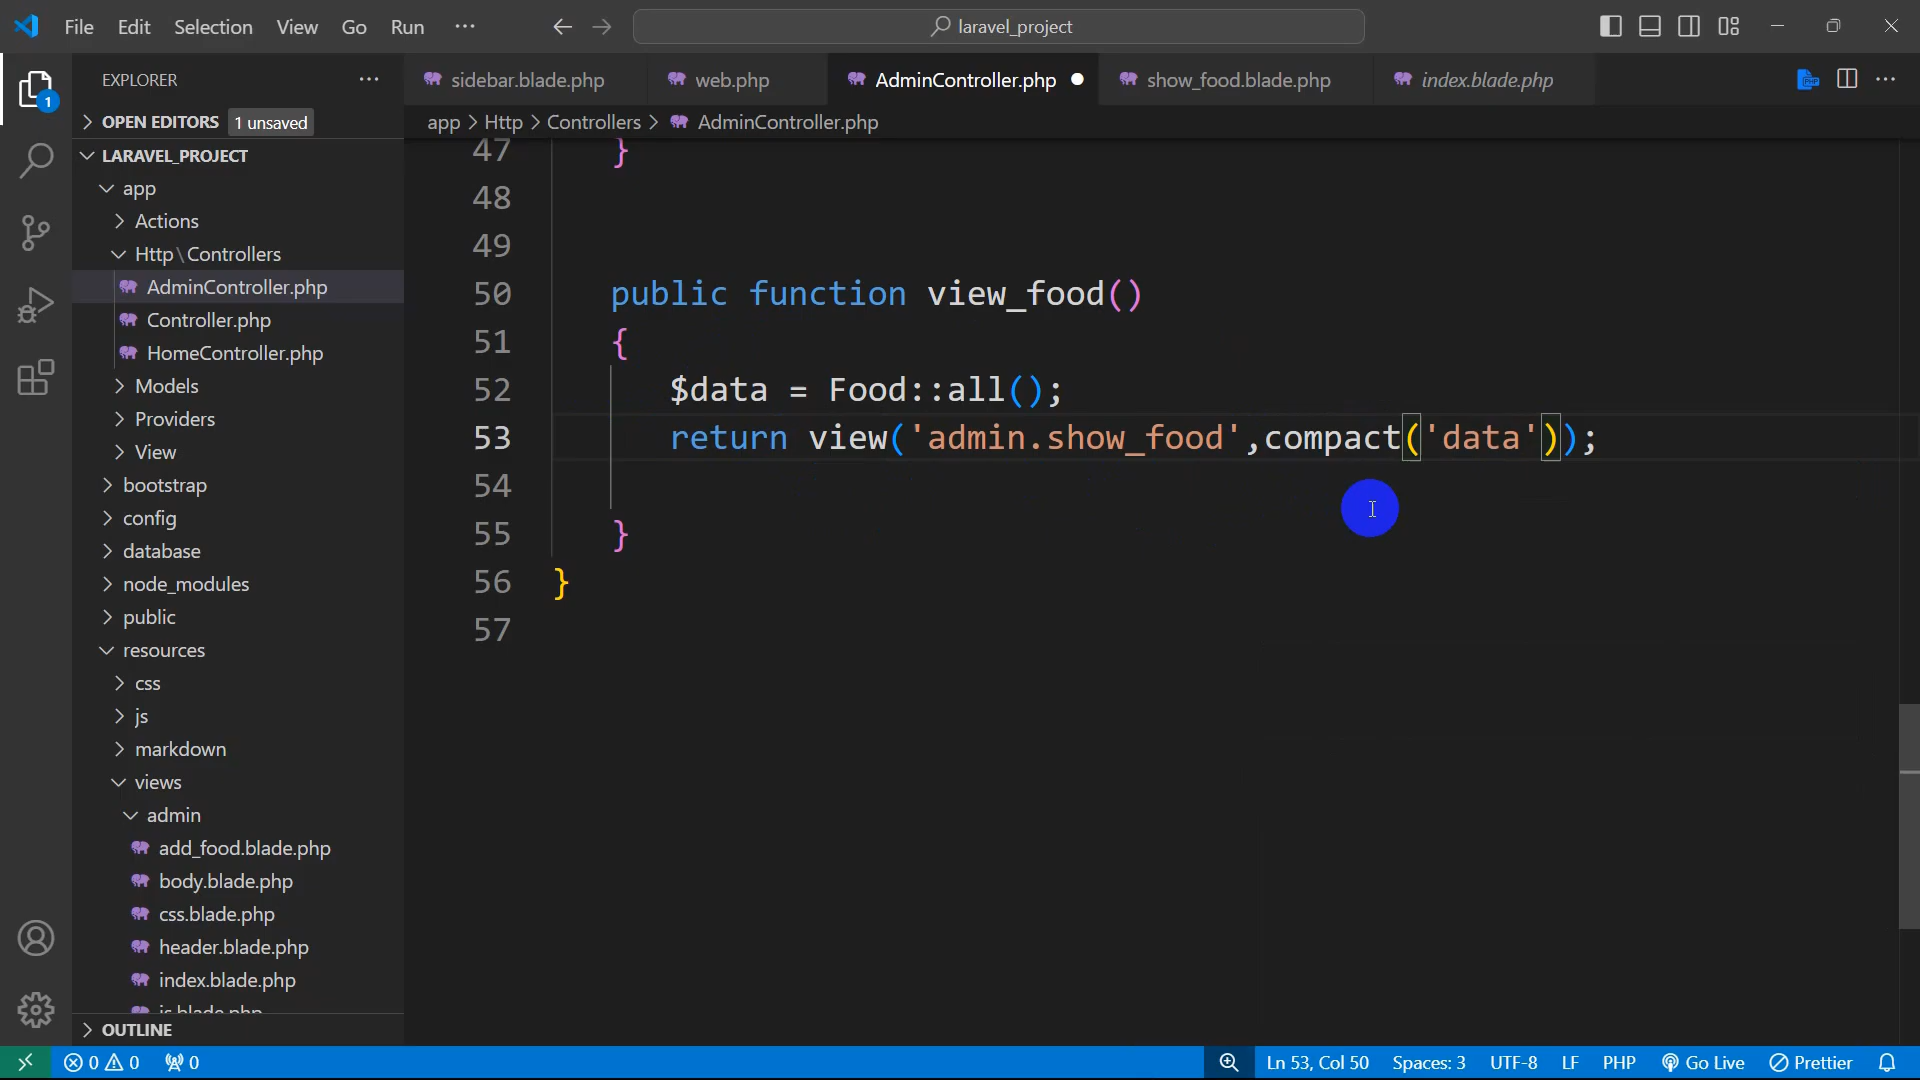 File Edit Selection View Go Run ··· laravel_project
EXPLORER ···
sidebar.blade.php web.php AdminController.php show_food.blade.php index.blade.php ···
OPEN EDITORS 1 unsaved
app > Http > Controllers > AdminController.php
LARAVEL_PROJECT
app
Actions
Http\Controllers
AdminController.php
Controller.php
HomeController.php
Models
Providers
View
bootstrap
config
database
node_modules
public
resources
css
js
markdown
views
admin
add_food.blade.php
body.blade.php
css.blade.php
header.blade.php
index.blade.php
js.blade.php
OUTLINE
47 }
48
49
50 public function view_food()
51 {
52 $data = Food::all();
53 return view('admin.show_food',compact('data'));
54
55 }
56 }
57
1
0 0 0 Ln 53, Col 50 Spaces: 3 UTF-8 LF PHP Go Live Prettier